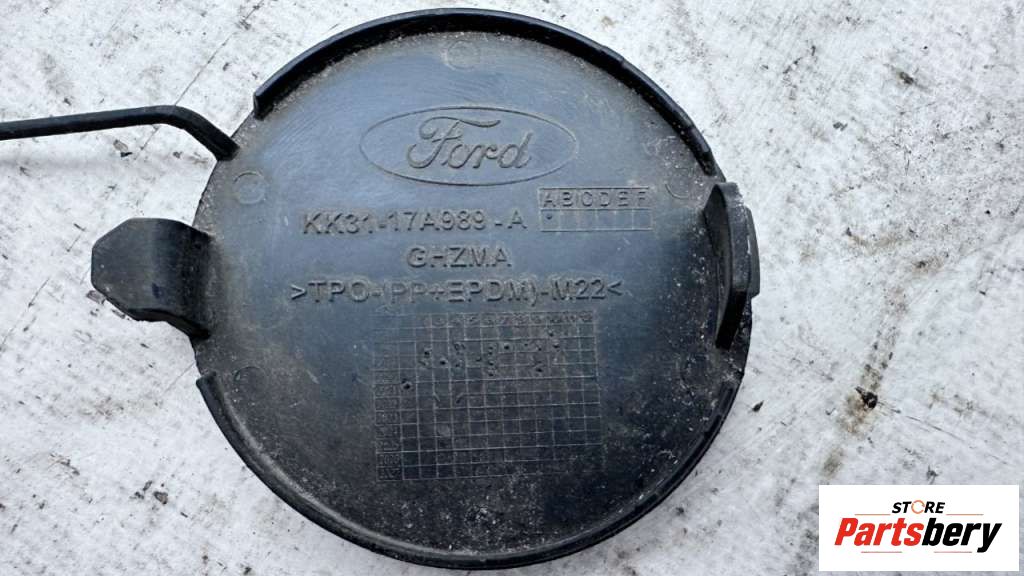 Ford
ABCDEF
KK31-17A989-A
GHZMA
>TPO-(PP+EPDM)-M22<
STORE
Partsbery